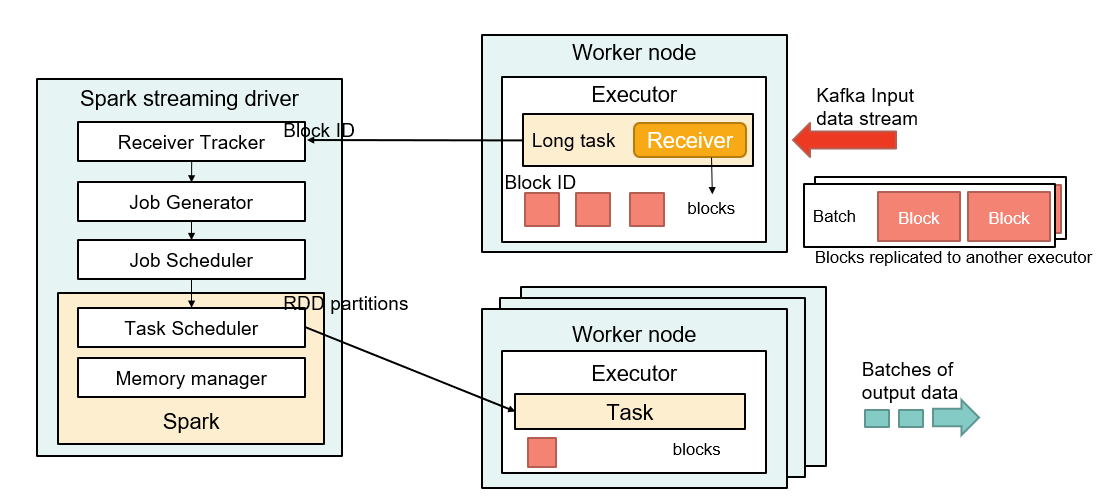 Spark streaming driver
Receiver Tracker
Job Generator
Job Scheduler
Task Scheduler
Memory manager
Spark
Block ID
RDD partitions
Worker node
Executor
Long task
Receiver
Block ID
blocks
Kafka Input
data stream
Batch
Block
Block
Blocks replicated to another executor
Worker node
Executor
Task
blocks
Batches of
output data